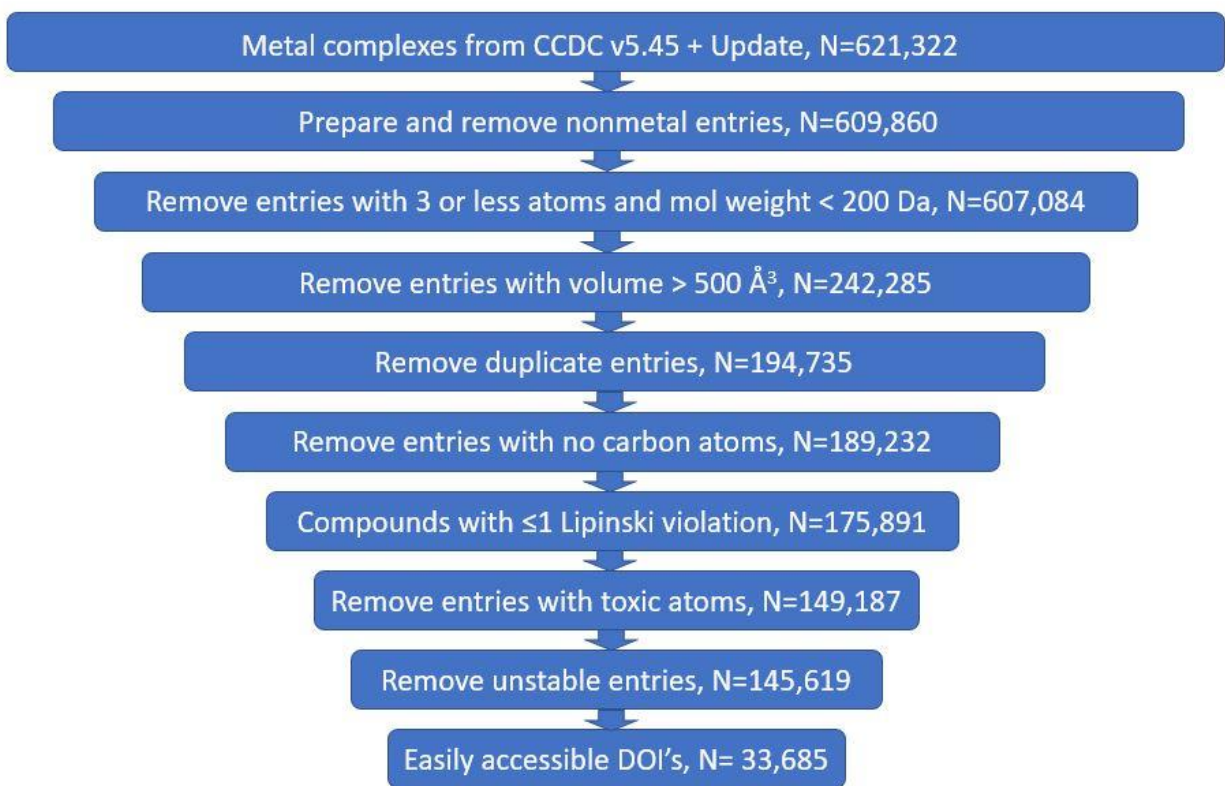 Metal complexes from CCDC v5.45 + Update, N=621,322
Prepare and remove nonmetal entries, N=609,860
Remove entries with 3 or less atoms and mol weight < 200 Da, N=607,084
Remove entries with volume > 500 Å³, N=242,285
Remove duplicate entries, N=194,735
Remove entries with no carbon atoms, N=189,232
Compounds with ≤1 Lipinski violation, N=175,891
Remove entries with toxic atoms, N=149,187
Remove unstable entries, N=145,619
Easily accessible DOI's, N= 33,685